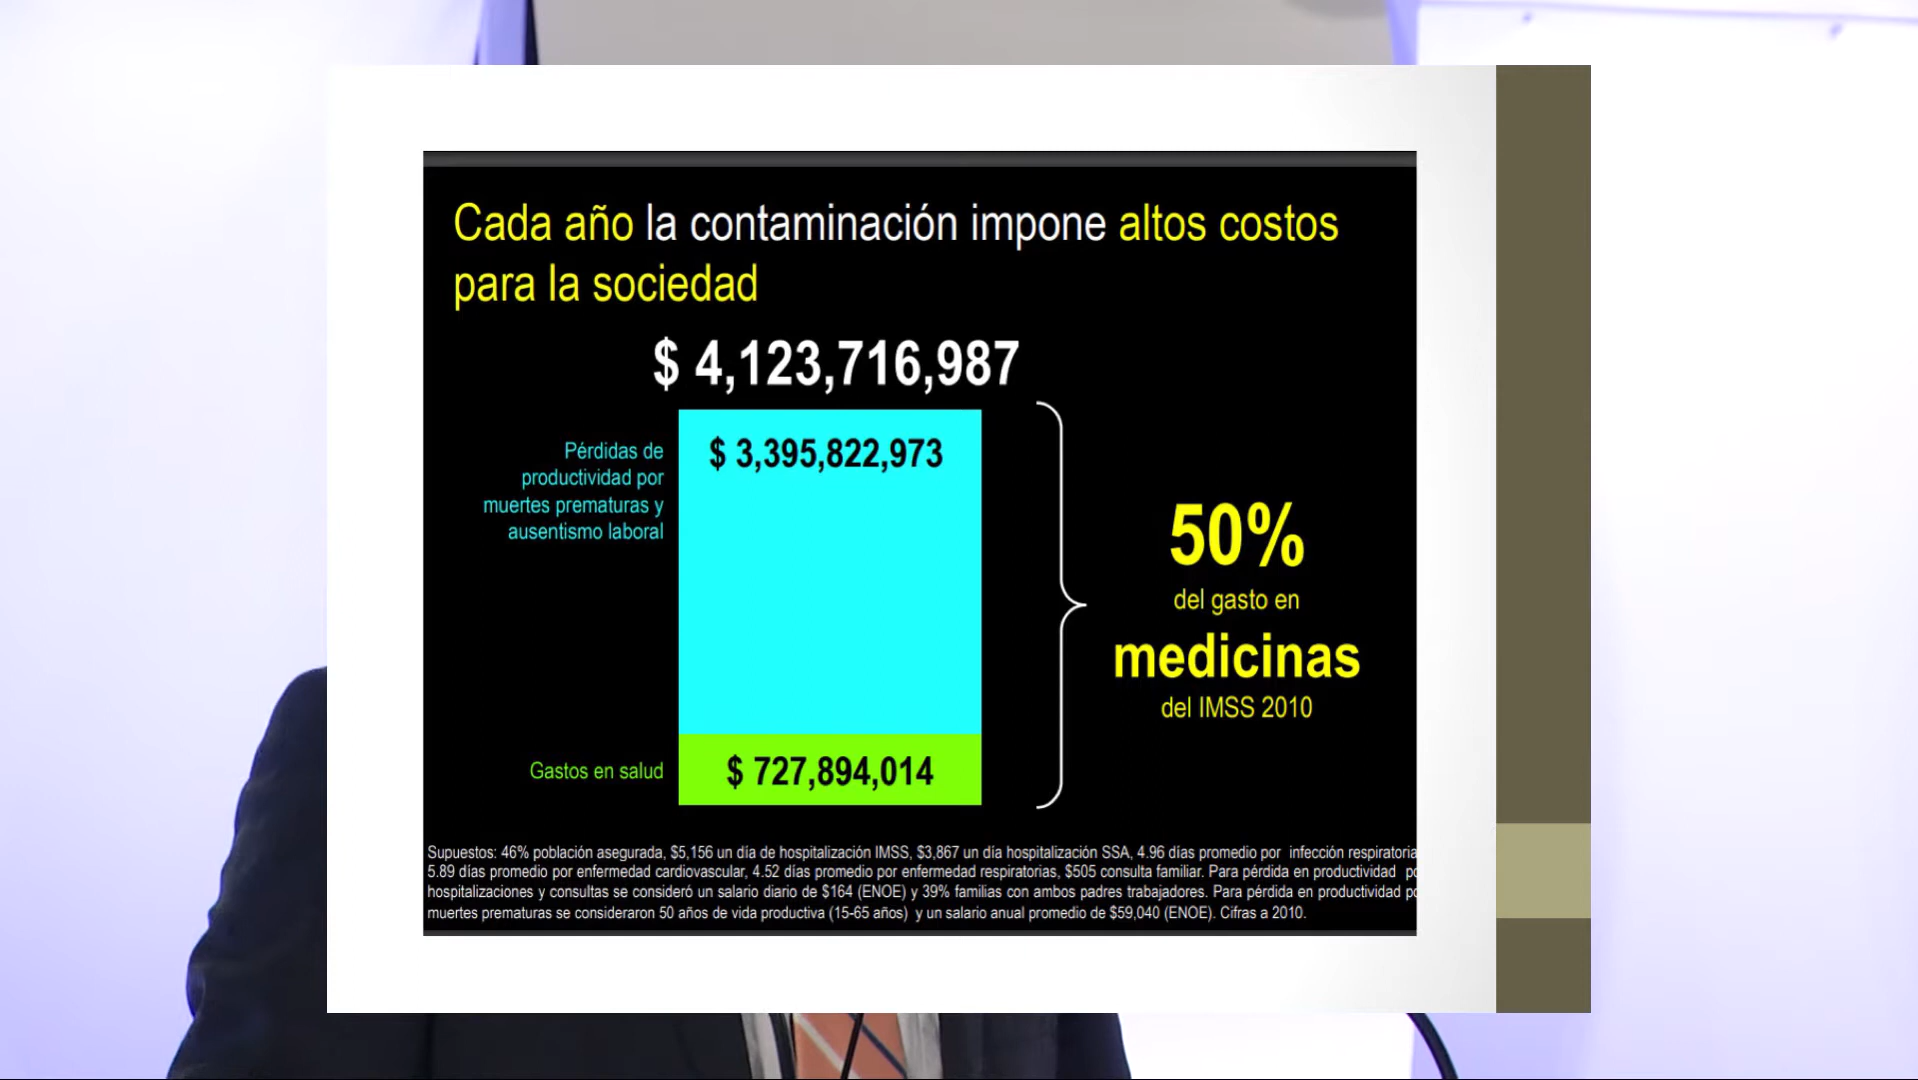 Cada año la contaminación impone altos costos
para la sociedad
$ 4,123,716,987
$ 3,395,822,973
Pérdidas de
productividad por
muertes prematuras y
ausentismo laboral
50%
del gasto en
medicinas
del IMSS 2010
Gastos en salud
$ 727,894,014
Supuestos: 46% población asegurada, $5,156 un día de hospitalización IMSS, $3,867 un día hospitalización SSA, 4.96 días promedio por infección respiratoria
5.89 días promedio por enfermedad cardiovascular, 4.52 días promedio por enfermedad respiratorias, $505 consulta familiar. Para pérdida en productividad
hospitalizaciones y consultas se consideró un salario diario de $164 (ENOE) y 39% familias con ambos padres trabajadores. Para pérdida en productividad
muertes prematuras se consideraron 50 años de vida productiva (15-65 años) y un salario anual promedio de $59,040 (ENOE). Cifras a 2010.